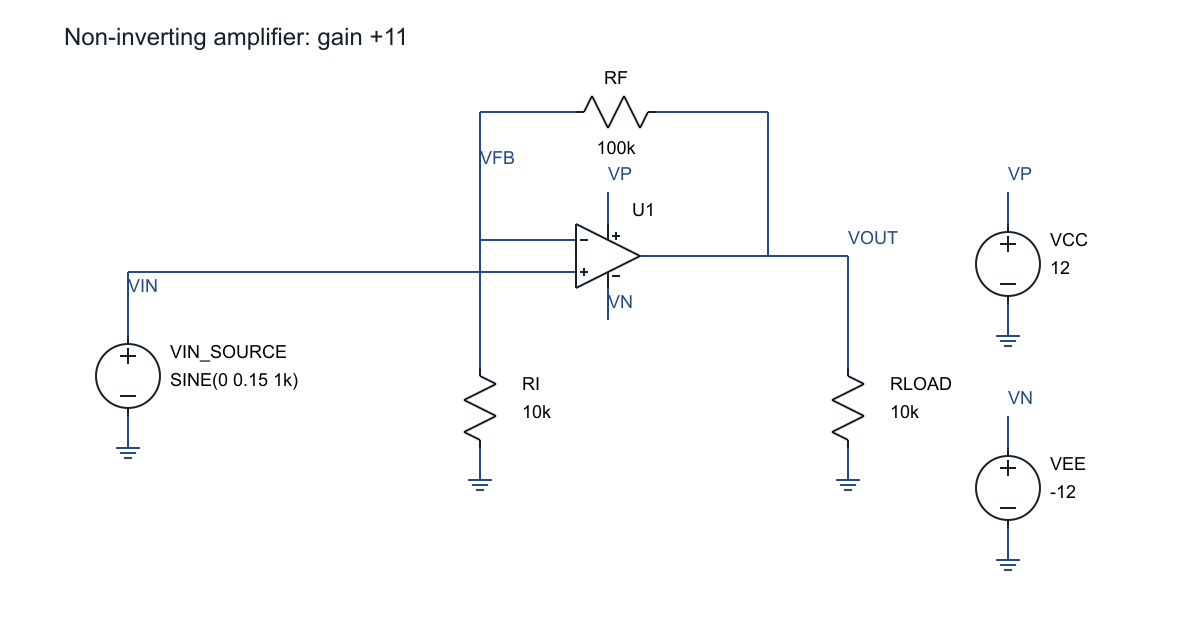 Non-inverting amplifier: gain +11
RF
100k
VFB
VP
U1
VP
VOUT
VCC
12
VIN
VN
VIN_SOURCE
SINE(0 0.15 1k)
RI
10k
RLOAD
10k
VN
VEE
-12